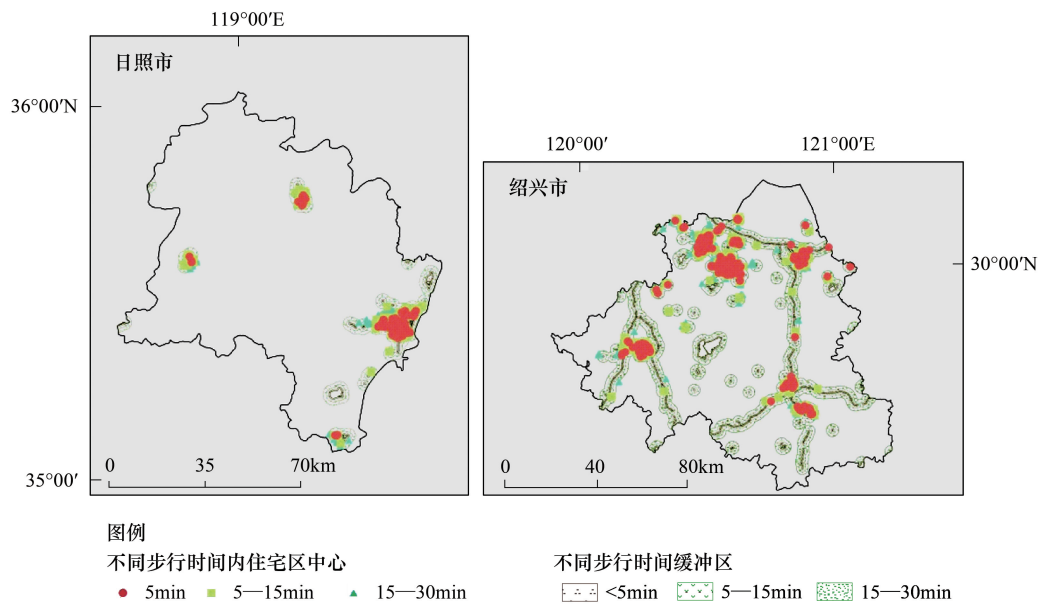 119°00′E
日照市
36°00′N
120°00′
121°00′E
绍兴市
30°00′N
0 35 70km
35°00′
0 40 80km
图例
不同步行时间内住宅区中心
5min 5—15min 15—30min
不同步行时间缓冲区
<5min 5—15min 15—30min